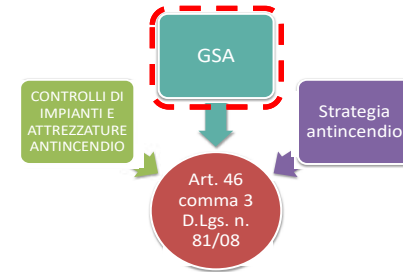 GSA
CONTROLLI DI
IMPIANTI E
ATTREZZATURE
ANTINCENDIO
Strategia
antincendio
Art. 46
comma 3
D.Lgs. n.
81/08